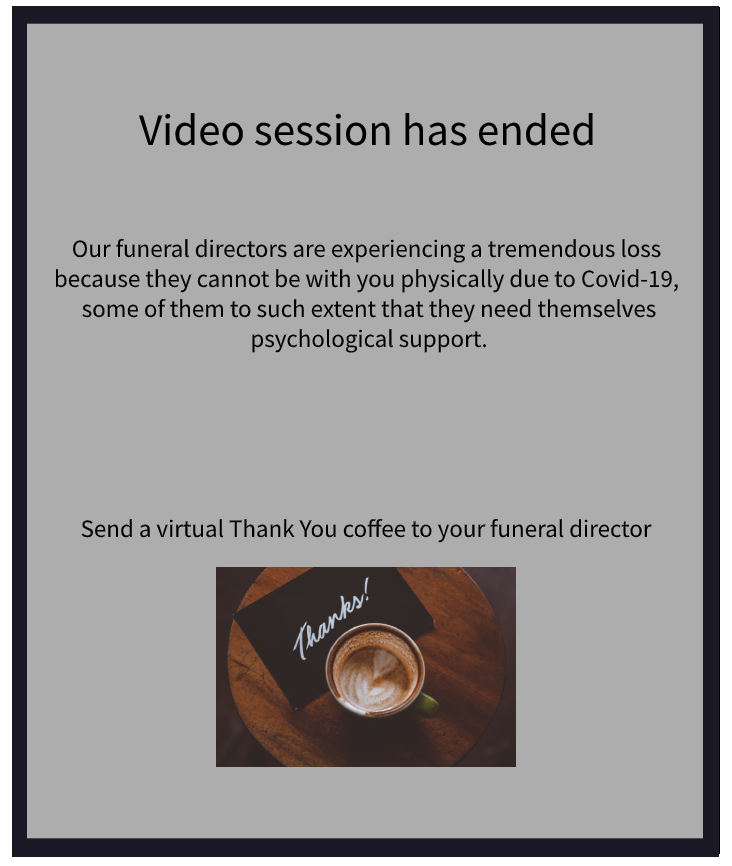 Video session has ended
Our funeral directors are experiencing a tremendous loss
because they cannot be with you physically due to Covid-19,
some of them to such extent that they need themselves
psychological support.
Send a virtual Thank You coffee to your funeral director
Thanks!